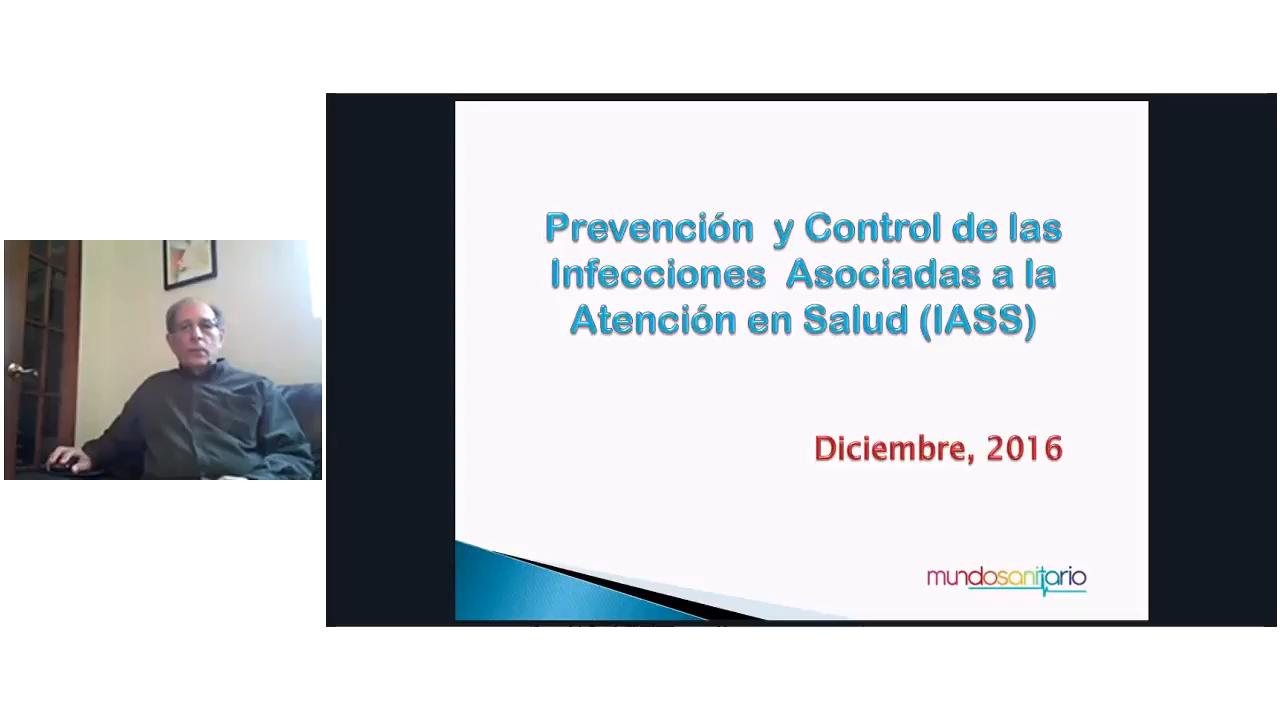 Prevención y Control de las
Infecciones Asociadas a la
Atención en Salud (IASS)
Diciembre, 2016
mundosanitario